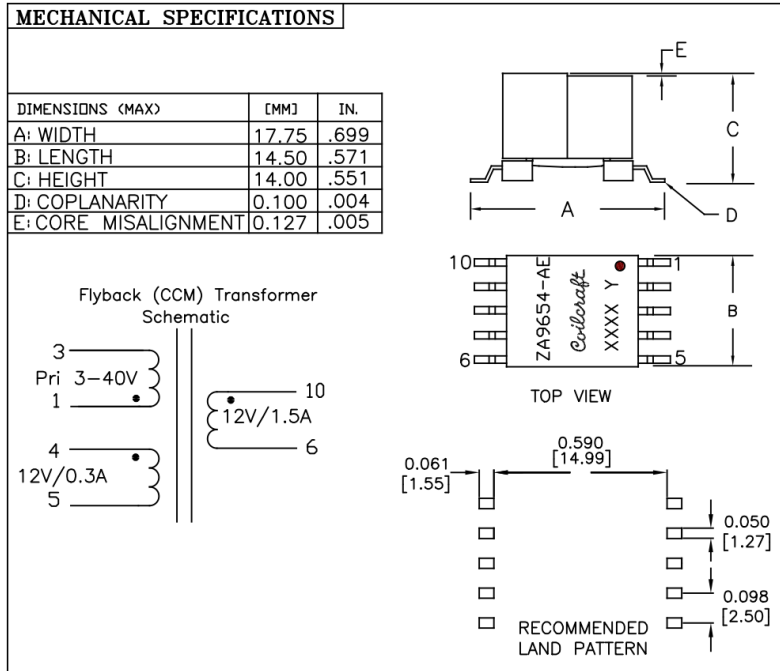 MECHANICAL SPECIFICATIONS
DIMENSIONS (MAX) [MM] IN.
A: WIDTH 17.75 .699
B: LENGTH 14.50 .571
C: HEIGHT 14.00 .551
D: COPLANARITY 0.100 .004
E: CORE MISALIGNMENT 0.127 .005
E
C
A
D
Flyback (CCM) Transformer
Schematic
3
Pri 3-40V
1
4
12V/0.3A
5
10
12V/1.5A
6
10
1
6
5
ZA9654-AE
Coilcraft
XXXX Y
B
TOP VIEW
0.061
[1.55]
0.590
[14.99]
0.050
[1.27]
0.098
[2.50]
RECOMMENDED
LAND PATTERN